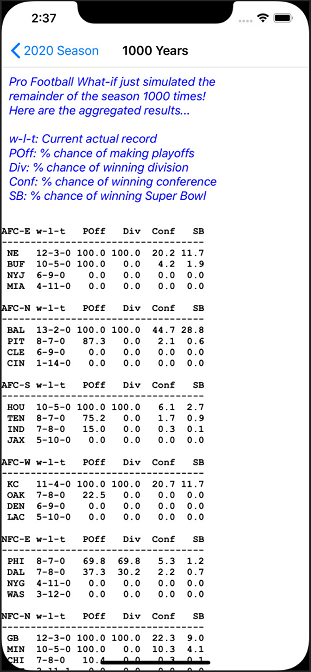 2:37
2020 Season 1000 Years
Pro Football What-if just simulated the
remainder of the season 1000 times!
Here are the aggregated results...
w-l-t: Current actual record
POff: % chance of making playoffs
Div: % chance of winning division
Conf: % chance of winning conference
SB: % chance of winning Super Bowl
AFC-E w-l-t POff Div Conf SB
NE 12-3-0 100.0 100.0 20.2 11.7
BUF 10-5-0 100.0 0.0 4.2 1.9
NYJ 6-9-0 0.0 0.0 0.0 0.0
MIA 4-11-0 0.0 0.0 0.0 0.0
AFC-N w-l-t POff Div Conf SB
BAL 13-2-0 100.0 100.0 44.7 28.8
PIT 8-7-0 87.3 0.0 2.1 0.6
CLE 6-9-0 0.0 0.0 0.0 0.0
CIN 1-14-0 0.0 0.0 0.0 0.0
AFC-S w-l-t POff Div Conf SB
HOU 10-5-0 100.0 100.0 6.1 2.7
TEN 8-7-0 75.2 0.0 1.7 0.9
IND 7-8-0 15.0 0.0 0.3 0.1
JAX 5-10-0 0.0 0.0 0.0 0.0
AFC-W w-l-t POff Div Conf SB
KC 11-4-0 100.0 100.0 20.7 11.7
OAK 7-8-0 22.5 0.0 0.0 0.0
DEN 6-9-0 0.0 0.0 0.0 0.0
LAC 5-10-0 0.0 0.0 0.0 0.0
NFC-E w-l-t POff Div Conf SB
PHI 8-7-0 69.8 69.8 5.3 1.2
DAL 7-8-0 37.3 30.2 2.2 0.7
NYG 4-11-0 0.0 0.0 0.0 0.0
WAS 3-12-0 0.0 0.0 0.0 0.0
NFC-N w-l-t POff Div Conf SB
GB 12-3-0 100.0 100.0 22.3 9.0
MIN 10-5-0 100.0 0.0 10.3 4.1
CHI 7-8-0